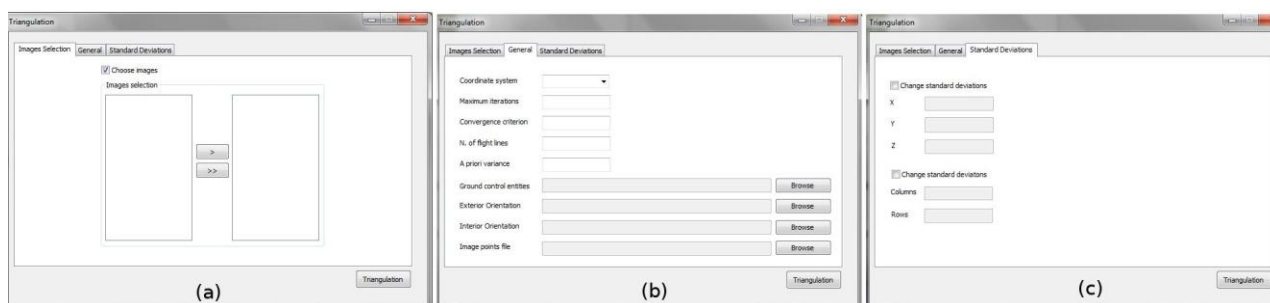 Triangulation
Images Selection General Standard Deviations
Choose images
Images selection
>
>>
Triangulation
(a)
Triangulation
Images Selection General Standard Deviations
Coordinate system
Maximum iterations
Convergence criterion
N. of flight lines
A priori variance
Ground control entities Browse
Exterior Orientation Browse
Interior Orientation Browse
Image points file Browse
Triangulation
(b)
Triangulation
Images Selection General Standard Deviations
Change standard deviations
X
Y
Z
Change standard deviations
Columns
Rows
Triangulation
(c)